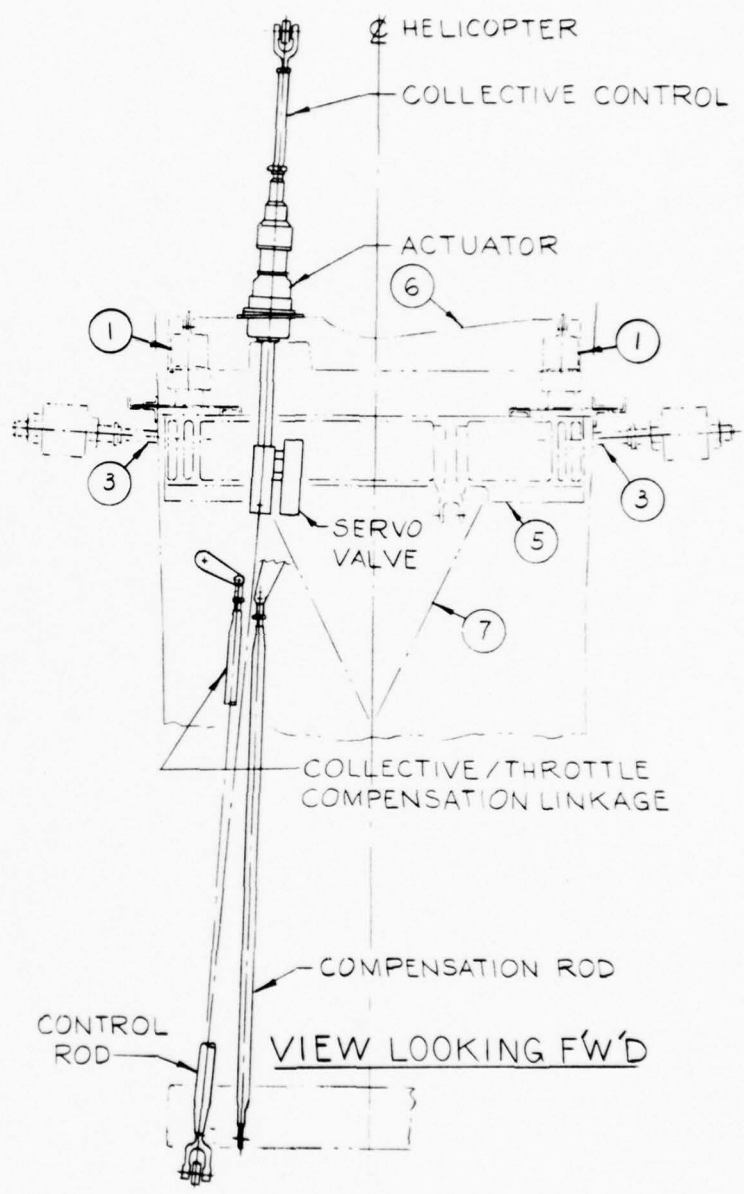 ℄ HELICOPTER
COLLECTIVE CONTROL
ACTUATOR
6
1
1
3
3
SERVO
VALVE
5
7
COLLECTIVE/THROTTLE
COMPENSATION LINKAGE
COMPENSATION ROD
CONTROL
ROD
VIEW LOOKING F'W'D